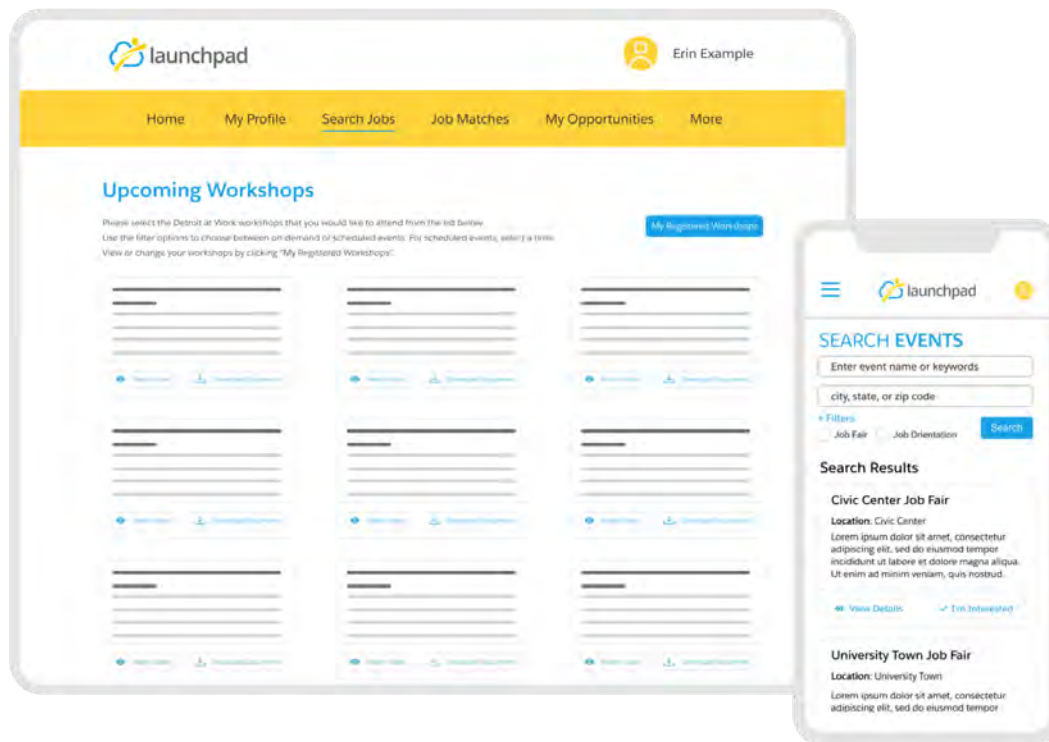 launchpad
Erin Example
Home My Profile Search Jobs Job Matches My Opportunities More
Upcoming Workshops
Please select the Detroit at Work workshops that you would like to attend from the list below
Use the filter options to choose between on-demand or scheduled events. For scheduled events, select a time
View or change your workshops by clicking "My Registered Workshops".
My Registered Workshops
launchpad
SEARCH EVENTS
Enter event name or keywords
city, state, or zip code
+ Filters
Job Fair Job Orientation
Search
Search Results
Civic Center Job Fair
Location: Civic Center
Lorem ipsum dolor sit amet, consectetur
adipiscing elit, sed do eiusmod tempor
incididunt ut labore et dolore magna aliqua.
Ut enim ad minim veniam, quis nostrud.
View Details I'm Interested
University Town Job Fair
Location: University Town
Lorem ipsum dolor sit amet, consectetur
adipiscing elit, sed do eiusmod tempor